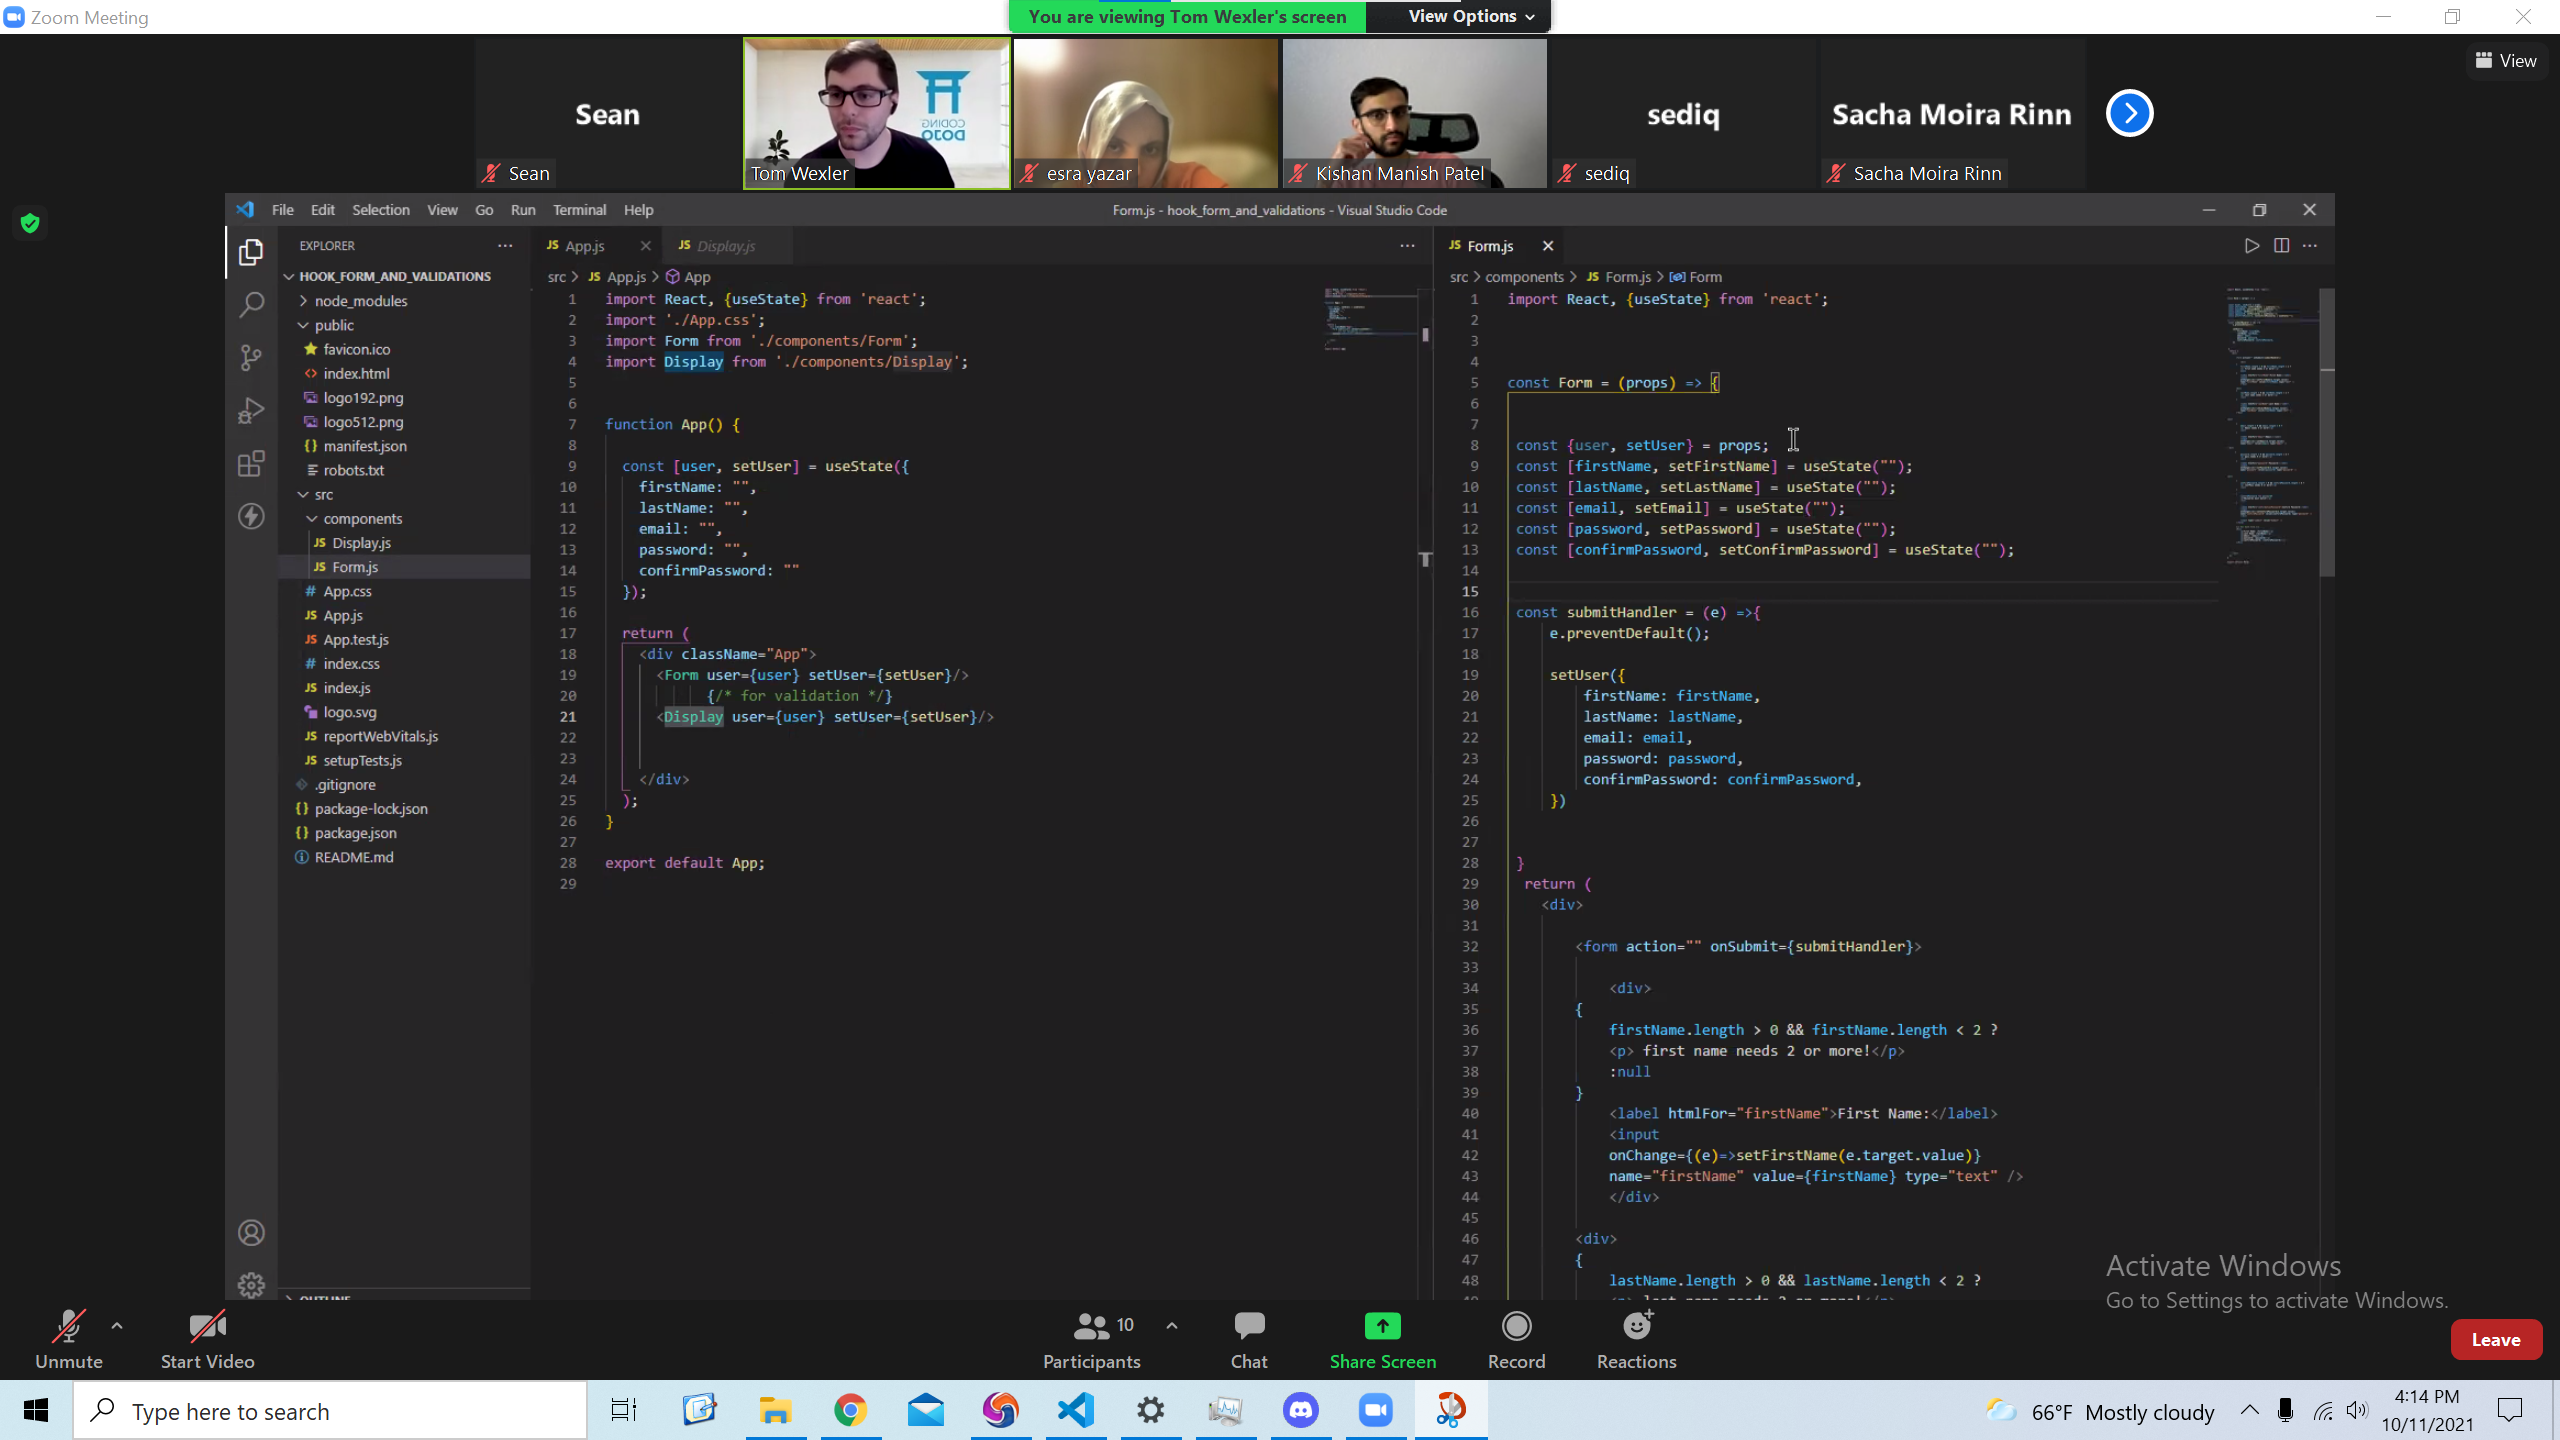 Zoom Meeting
You are viewing Tom Wexler's screen
View Options
View
Sean
Sean
CODING
DOJO
Tom Wexler
esra yazar
Kishan Manish Patel
sediq
sediq
Sacha Moira Rinn
Sacha Moira Rinn
File Edit Selection View Go Run Terminal Help
Form.js - hook_form_and_validations - Visual Studio Code
EXPLORER
HOOK_FORM_AND_VALIDATIONS
node_modules
public
favicon.ico
<> index.html
logo192.png
logo512.png
{} manifest.json
robots.txt
src
components
JS Display.js
JS Form.js
# App.css
JS App.js
JS App.test.js
# index.css
JS index.js
logo.svg
JS reportWebVitals.js
JS setupTests.js
.gitignore
{} package-lock.json
{} package.json
README.md
OUTLINE
JS App.js
JS Display.js
src > JS App.js > App
1 import React, {useState} from 'react';
2 import './App.css';
3 import Form from './components/Form';
4 import Display from './components/Display';
5
6
7 function App() {
8
9 const [user, setUser] = useState({
10 firstName: "",
11 lastName: "",
12 email: "",
13 password: "",
14 confirmPassword: ""
15 });
16
17 return (
18 <div className="App">
19 <Form user={user} setUser={setUser}/>
20 {/* for validation */}
21 <Display user={user} setUser={setUser}/>
22
23
24 </div>
25 );
26 }
27
28 export default App;
29
JS Form.js
src > components > JS Form.js > Form
1 import React, {useState} from 'react';
2
3
4
5 const Form = (props) => {
6
7
8 const {user, setUser} = props;
9 const [firstName, setFirstName] = useState("");
10 const [lastName, setLastName] = useState("");
11 const [email, setEmail] = useState("");
12 const [password, setPassword] = useState("");
13 const [confirmPassword, setConfirmPassword] = useState("");
14
15
16 const submitHandler = (e) =>{
17 e.preventDefault();
18
19 setUser({
20 firstName: firstName,
21 lastName: lastName,
22 email: email,
23 password: password,
24 confirmPassword: confirmPassword,
25 })
26
27
28 }
29 return (
30 <div>
31
32 <form action="" onSubmit={submitHandler}>
33
34 <div>
35 {
36 firstName.length > 0 && firstName.length < 2 ?
37 <p> first name needs 2 or more!</p>
38 :null
39 }
40 <label htmlFor="firstName">First Name:</label>
41 <input
42 onChange={(e)=>setFirstName(e.target.value)}
43 name="firstName" value={firstName} type="text" />
44 </div>
45
46 <div>
47 {
48 lastName.length > 0 && lastName.length < 2 ?
Activate Windows
Go to Settings to activate Windows.
Unmute
Start Video
10
Participants
Chat
Share Screen
Record
Reactions
Leave
Type here to search
66°F Mostly cloudy
4:14 PM
10/11/2021